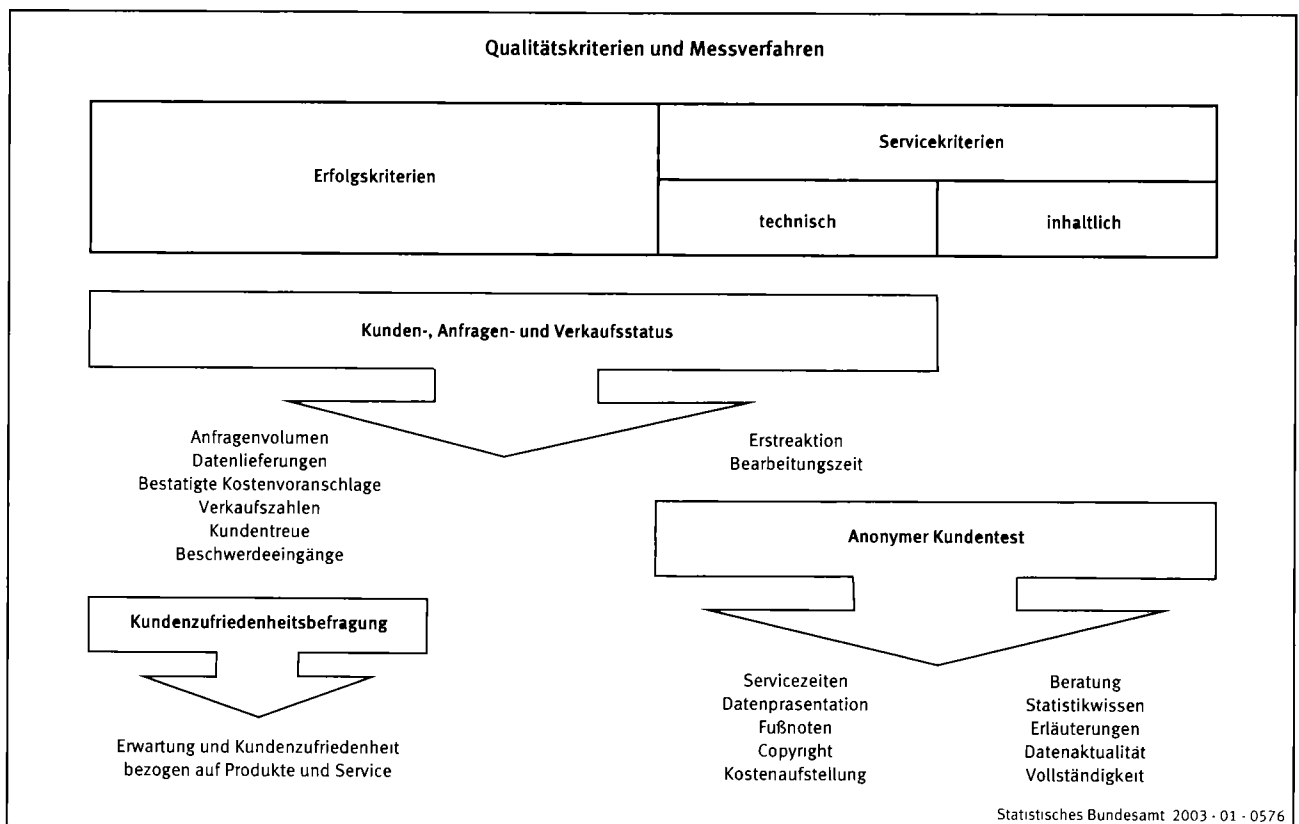 Qualitätskriterien und Messverfahren
Erfolgskriterien
Servicekriterien
technisch
inhaltlich
Kunden-, Anfragen- und Verkaufsstatus
Anfragenvolumen
Datenlieferungen
Bestatigte Kostenvoranschlage
Verkaufszahlen
Kundentreue
Beschwerdeeingänge
Erstreaktion
Bearbeitungszeit
Anonymer Kundentest
Kundenzufriedenheitsbefragung
Erwartung und Kundenzufriedenheit
bezogen auf Produkte und Service
Servicezeiten
Datenprasentation
Fußnoten
Copyright
Kostenaufstellung
Beratung
Statistikwissen
Erläuterungen
Datenaktualität
Vollständigkeit
Statistisches Bundesamt 2003 - 01 - 0576